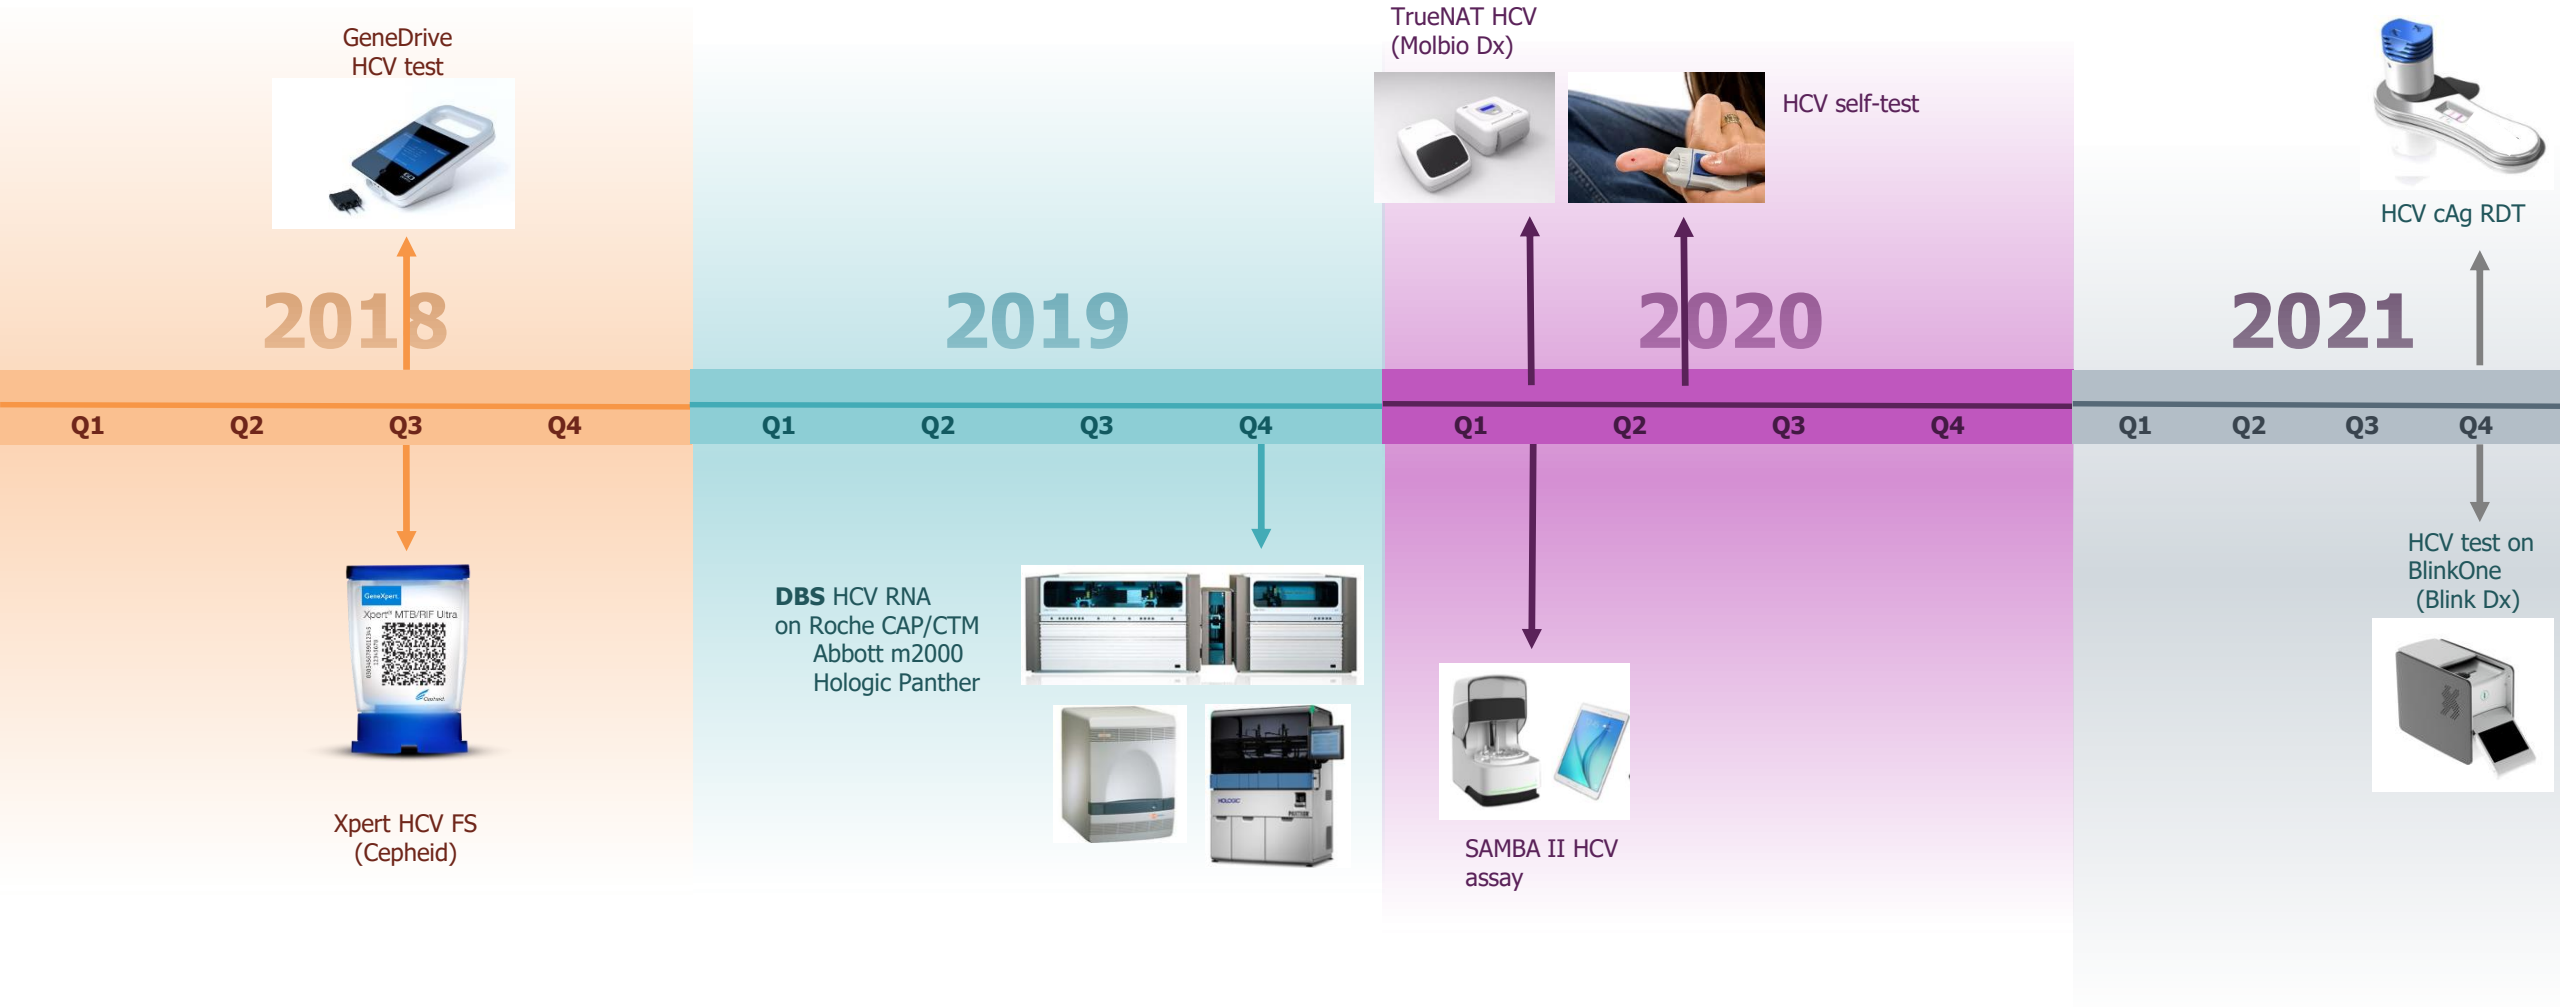 GeneDrive
HCV test
TrueNAT HCV
(Molbio Dx)
HCV self-test
HCV cAg RDT
2018
2019
2020
2021
Q1 Q2 Q3 Q4
Q1 Q2 Q3 Q4
Q1 Q2 Q3 Q4
Q1 Q2 Q3 Q4
GeneXpert
Xpert® MTB/RIF Ultra
Cepheid
Xpert HCV FS
(Cepheid)
DBS HCV RNA
on Roche CAP/CTM
Abbott m2000
Hologic Panther
HOLOGIC
PANTHER
SAMBA II HCV
assay
HCV test on
BlinkOne
(Blink Dx)